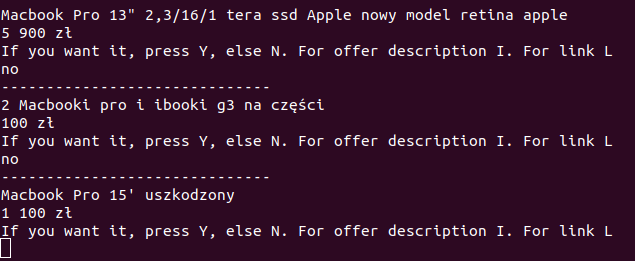 Macbook Pro 13" 2,3/16/1 tera ssd Apple nowy model retina apple
5 900 zł
If you want it, press Y, else N. For offer description I. For link L
no
------------------------------
2 Macbooki pro i ibooki g3 na części
100 zł
If you want it, press Y, else N. For offer description I. For link L
no
------------------------------
Macbook Pro 15' uszkodzony
1 100 zł
If you want it, press Y, else N. For offer description I. For link L